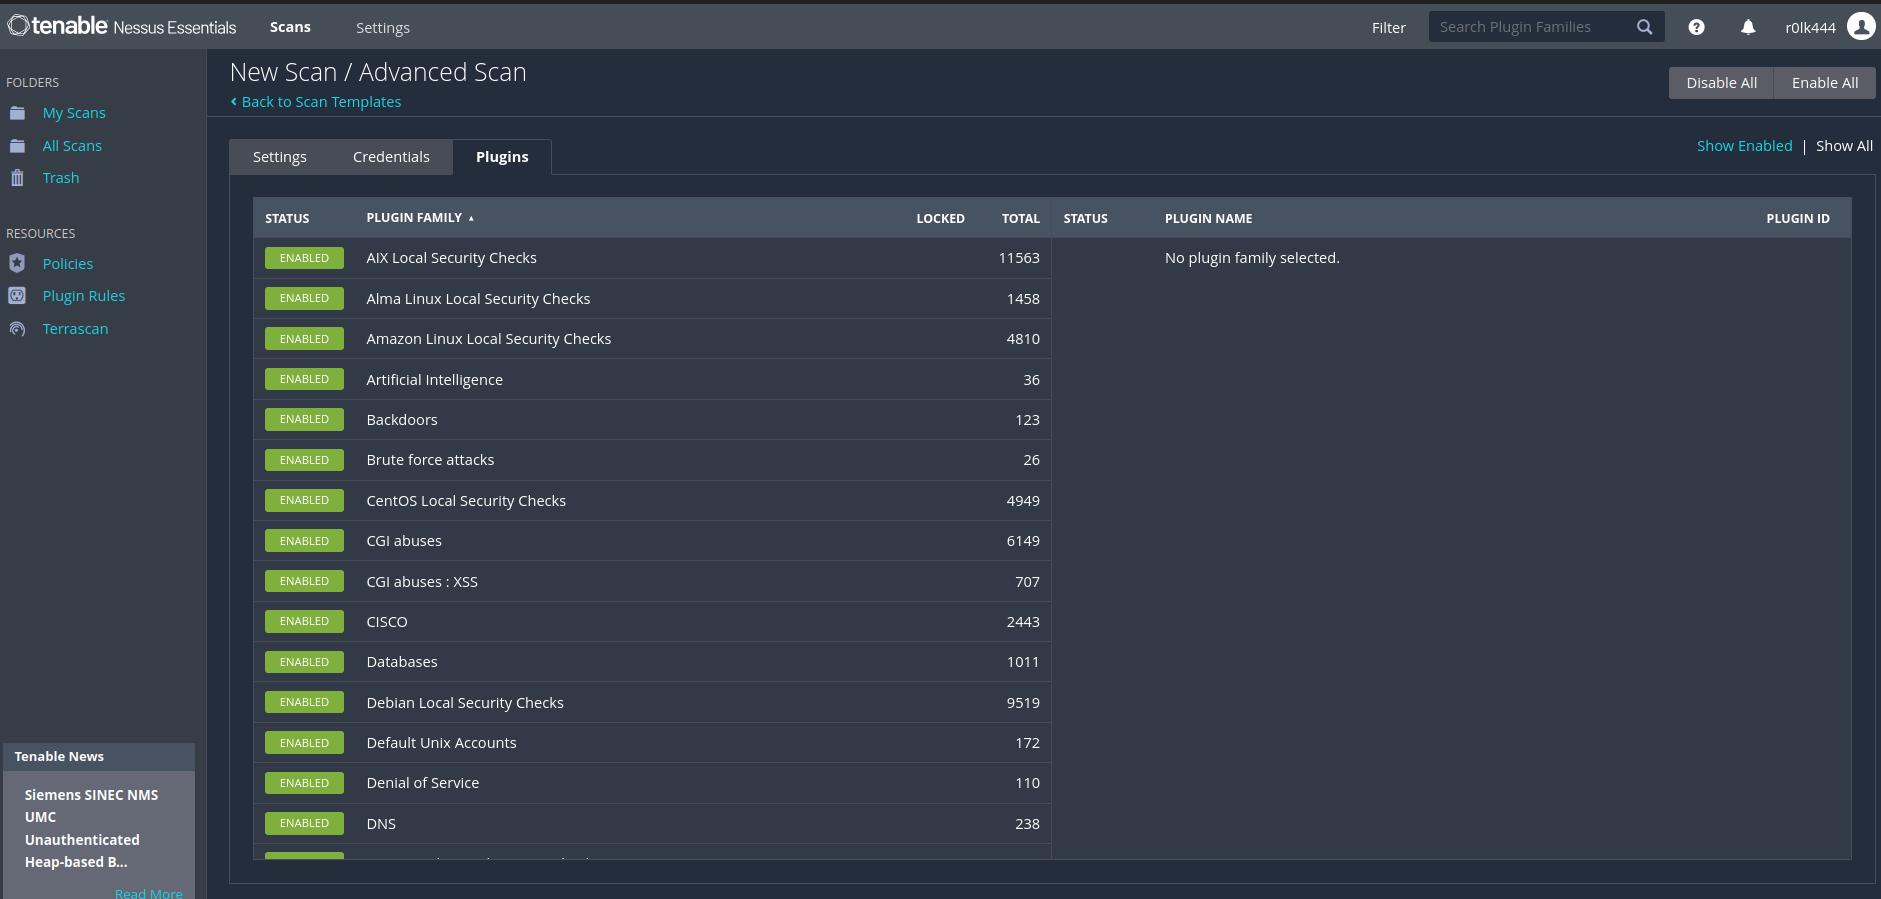 tenable Nessus Essentials Scans Settings Filter Search Plugin Families ? r0lk444
FOLDERS
My Scans
All Scans
Trash
RESOURCES
Policies
Plugin Rules
Terrascan
Tenable News
Siemens SINEC NMS
UMC
Unauthenticated
Heap-based B...
Read More
New Scan / Advanced Scan
Back to Scan Templates
Disable All Enable All
Settings Credentials Plugins
Show Enabled | Show All
STATUS PLUGIN FAMILY ▲ LOCKED TOTAL STATUS PLUGIN NAME PLUGIN ID
ENABLED AIX Local Security Checks 11563 No plugin family selected.
ENABLED Alma Linux Local Security Checks 1458
ENABLED Amazon Linux Local Security Checks 4810
ENABLED Artificial Intelligence 36
ENABLED Backdoors 123
ENABLED Brute force attacks 26
ENABLED CentOS Local Security Checks 4949
ENABLED CGI abuses 6149
ENABLED CGI abuses : XSS 707
ENABLED CISCO 2443
ENABLED Databases 1011
ENABLED Debian Local Security Checks 9519
ENABLED Default Unix Accounts 172
ENABLED Denial of Service 110
ENABLED DNS 238